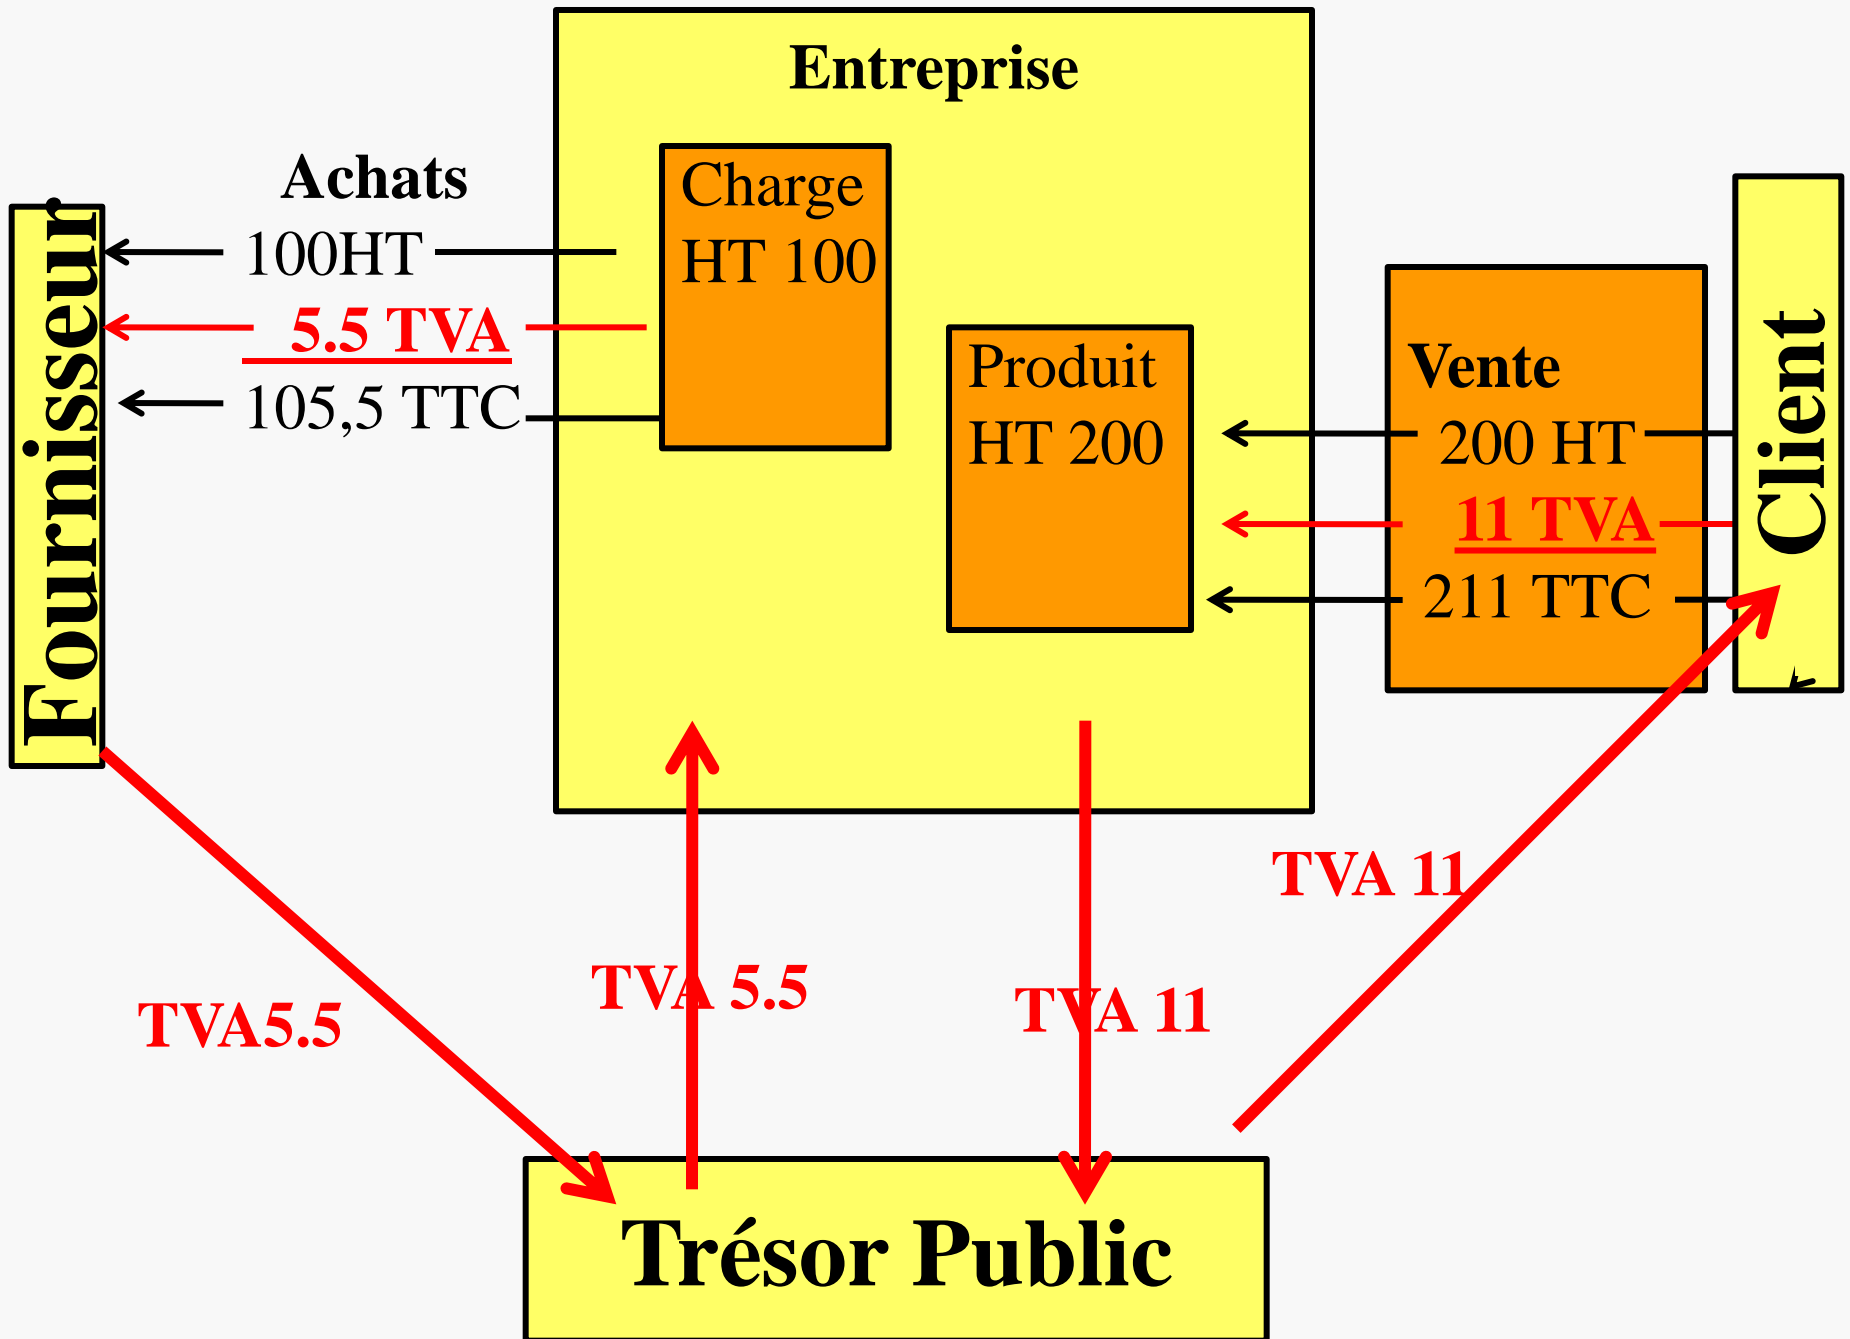 Entreprise
Achats
100HT
5.5 TVA
105,5 TTC
Fournisseur
Charge
HT 100
Produit
HT 200
Vente
200 HT
11 TVA
211 TTC
Client
TVA 11
TVA 5.5
TVA 11
TVA5.5
Trésor Public